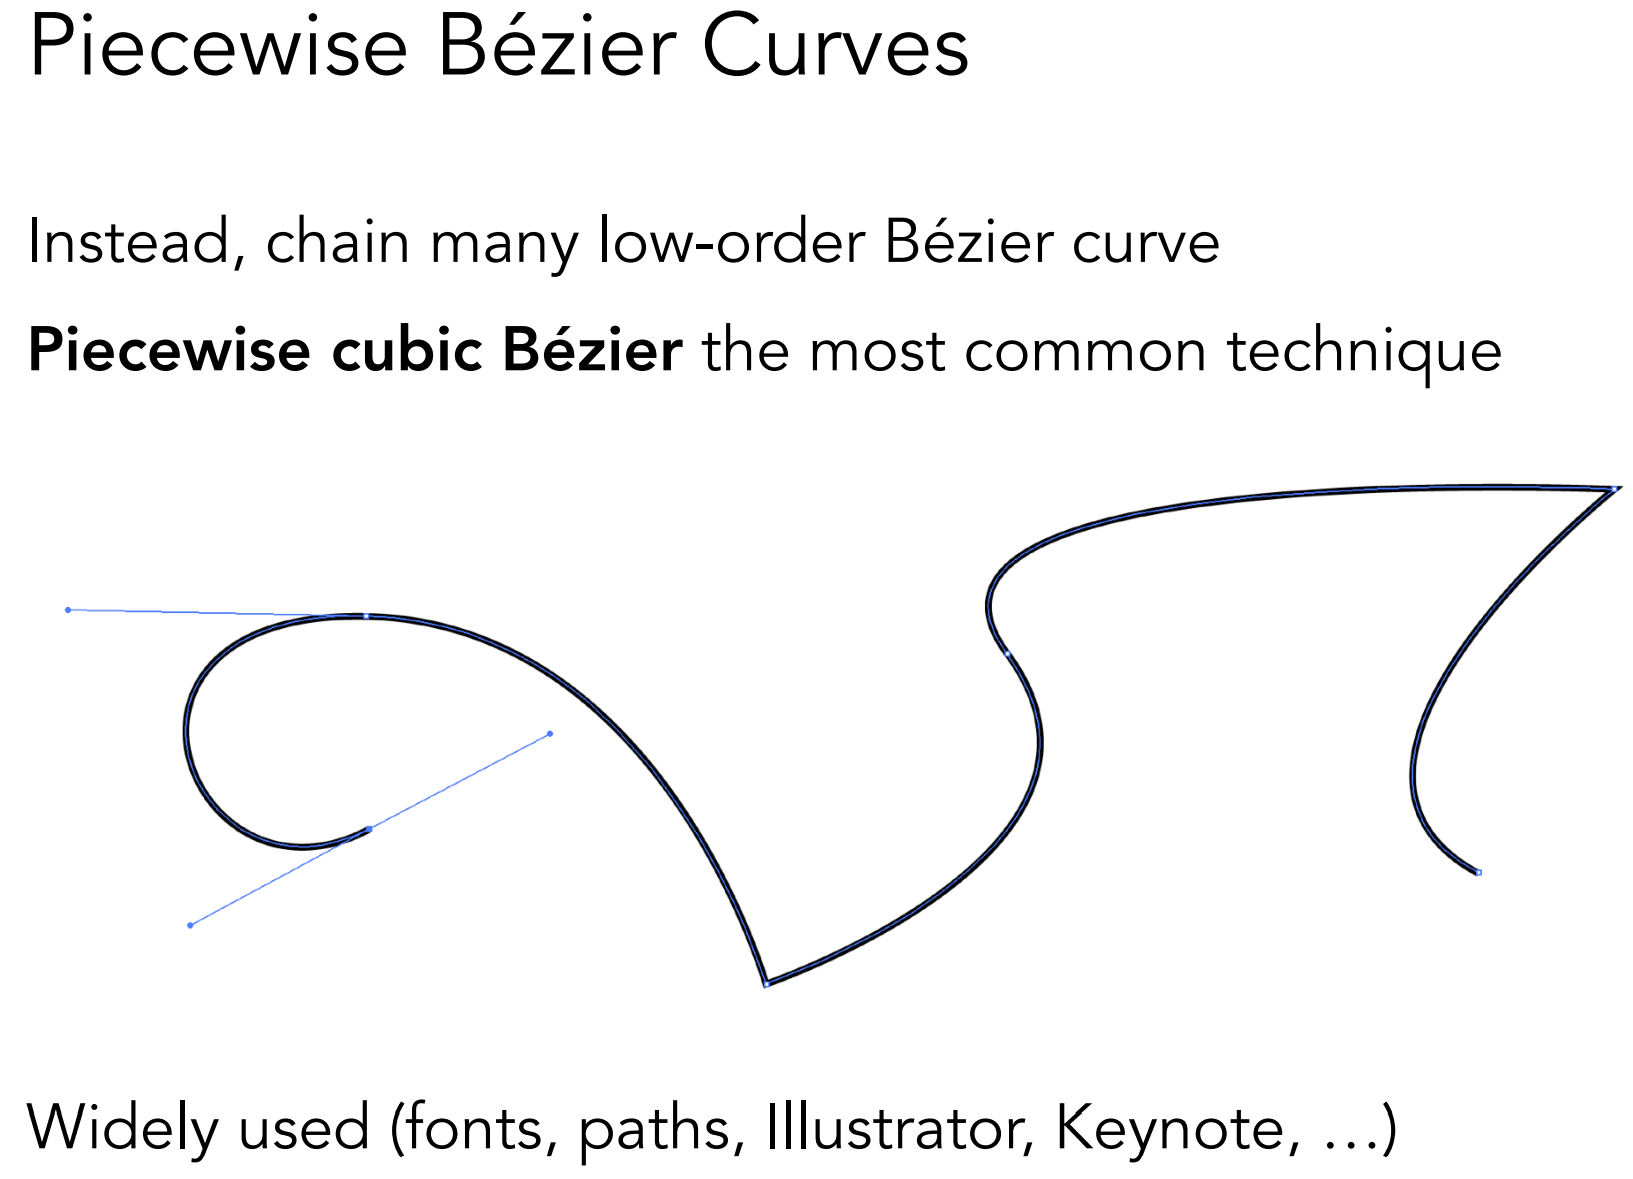 Piecewise Bézier Curves
Instead, chain many low-order Bézier curve
Piecewise cubic Bézier the most common technique
Widely used (fonts, paths, Illustrator, Keynote, …)